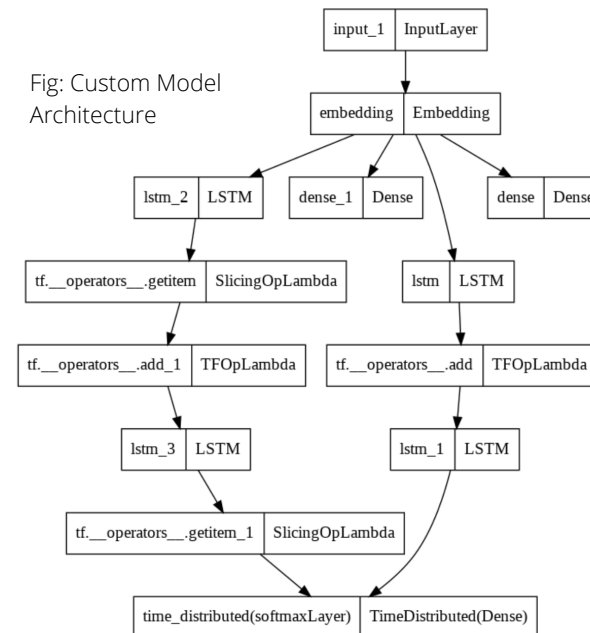 input_1 InputLayer
Fig: Custom Model
Architecture
embedding Embedding
lstm_2 LSTM
dense_1 Dense
dense Dense
tf.__operators__.getitem SlicingOpLambda
lstm LSTM
tf.__operators__.add_1 TFOpLambda
tf.__operators__.add TFOpLambda
lstm_3 LSTM
lstm_1 LSTM
tf.__operators__.getitem_1 SlicingOpLambda
time_distributed(softmaxLayer) TimeDistributed(Dense)